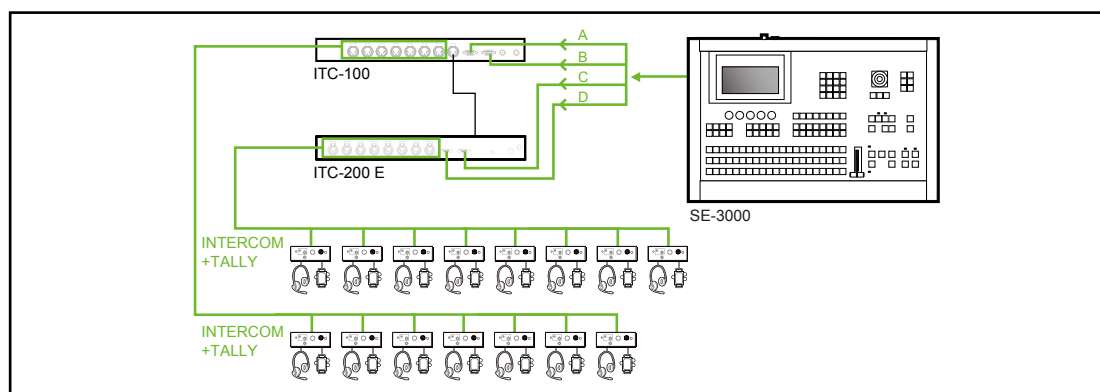 A
B
C
D
ITC-100
ITC-200 E
SE-3000
INTERCOM
+TALLY
INTERCOM
+TALLY